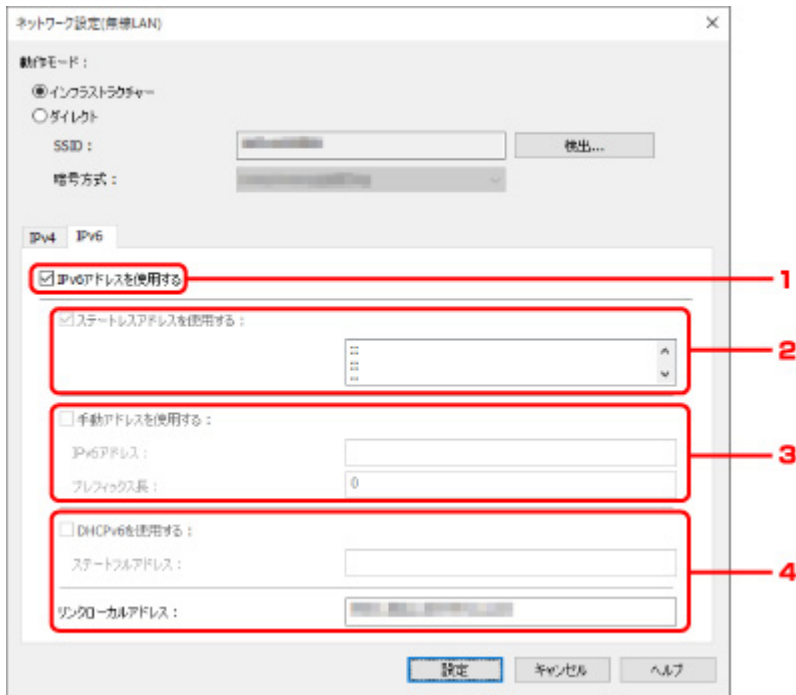 ネットワーク設定(無線LAN)
動作モード：
インフラストラクチャー
ダイレクト
SSID：
検出...
暗号方式：
IPv4 IPv6
IPv6アドレスを使用する
1
ステートレスアドレスを使用する：
::
::
::
2
手動アドレスを使用する：
IPv6アドレス：
プレフィックス長： 0
3
DHCPv6を使用する：
ステートフルアドレス：
4
リンクローカルアドレス：
設定 キャンセル ヘルプ